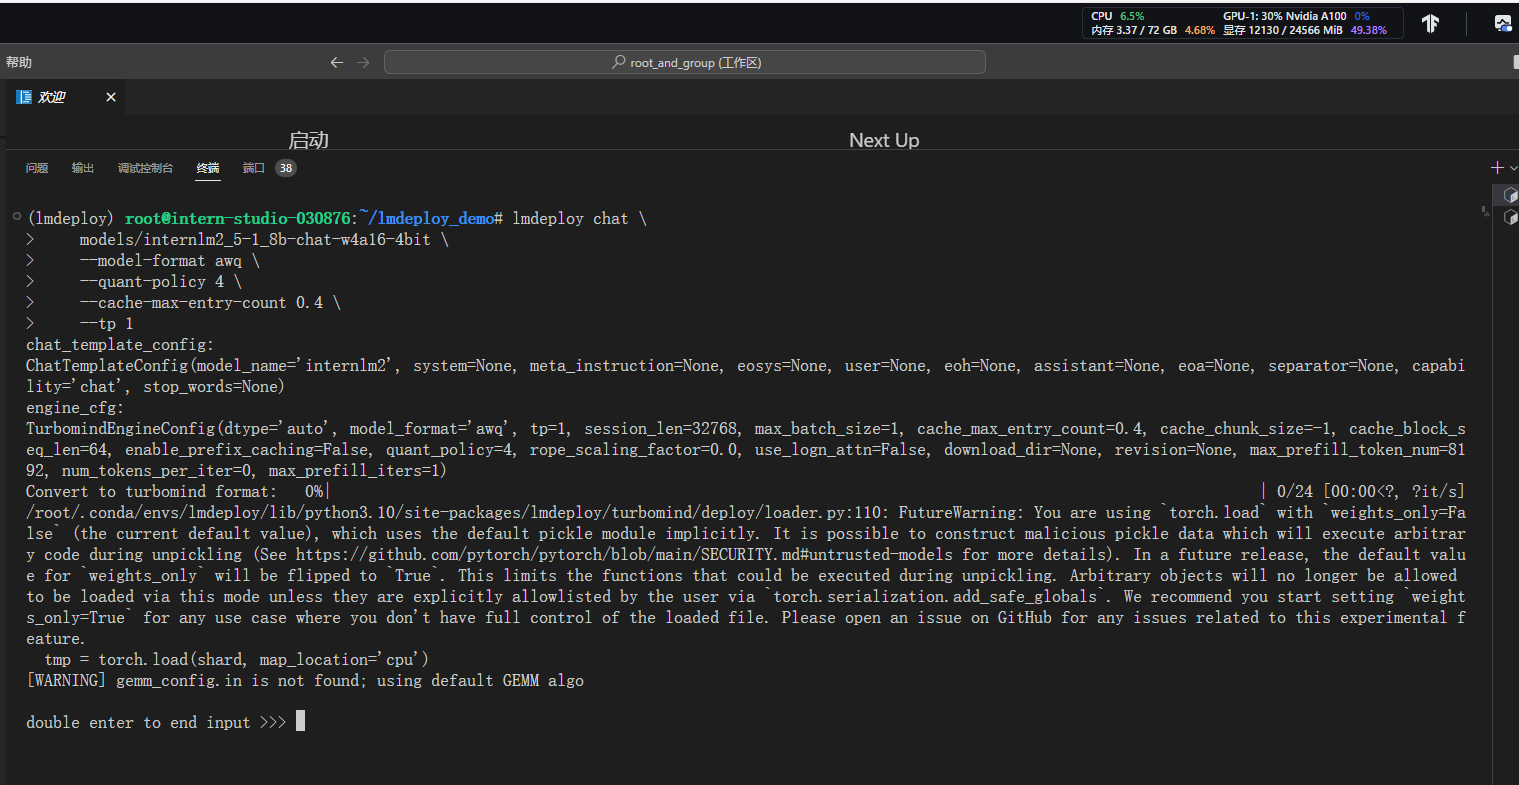 CPU 6.5% GPU-1: 30% Nvidia A100 0%
内存 3.37 / 72 GB 4.68% 显存 12130 / 24566 MiB 49.38%
帮助
root_and_group (工作区)
欢迎
启动 Next Up
问题 输出 调试控制台 终端 端口 38
(lmdeploy) root@intern-studio-030876:~/lmdeploy_demo# lmdeploy chat \
> models/internlm2_5-1_8b-chat-w4a16-4bit \
> --model-format awq \
> --quant-policy 4 \
> --cache-max-entry-count 0.4 \
> --tp 1
chat_template_config:
ChatTemplateConfig(model_name='internlm2', system=None, meta_instruction=None, eosys=None, user=None, eoh=None, assistant=None, eoa=None, separator=None, capabi
lity='chat', stop_words=None)
engine_cfg:
TurbomindEngineConfig(dtype='auto', model_format='awq', tp=1, session_len=32768, max_batch_size=1, cache_max_entry_count=0.4, cache_chunk_size=-1, cache_block_s
eq_len=64, enable_prefix_caching=False, quant_policy=4, rope_scaling_factor=0.0, use_logn_attn=False, download_dir=None, revision=None, max_prefill_token_num=81
92, num_tokens_per_iter=0, max_prefill_iters=1)
Convert to turbomind format: 0%| | 0/24 [00:00<?, ?it/s]
/root/.conda/envs/lmdeploy/lib/python3.10/site-packages/lmdeploy/turbomind/deploy/loader.py:110: FutureWarning: You are using `torch.load` with `weights_only=Fa
lse` (the current default value), which uses the default pickle module implicitly. It is possible to construct malicious pickle data which will execute arbitrar
y code during unpickling (See https://github.com/pytorch/pytorch/blob/main/SECURITY.md#untrusted-models for more details). In a future release, the default valu
e for `weights_only` will be flipped to `True`. This limits the functions that could be executed during unpickling. Arbitrary objects will no longer be allowed
to be loaded via this mode unless they are explicitly allowlisted by the user via `torch.serialization.add_safe_globals`. We recommend you start setting `weight
s_only=True` for any use case where you don't have full control of the loaded file. Please open an issue on GitHub for any issues related to this experimental f
eature.
tmp = torch.load(shard, map_location='cpu')
[WARNING] gemm_config.in is not found; using default GEMM algo
double enter to end input >>>